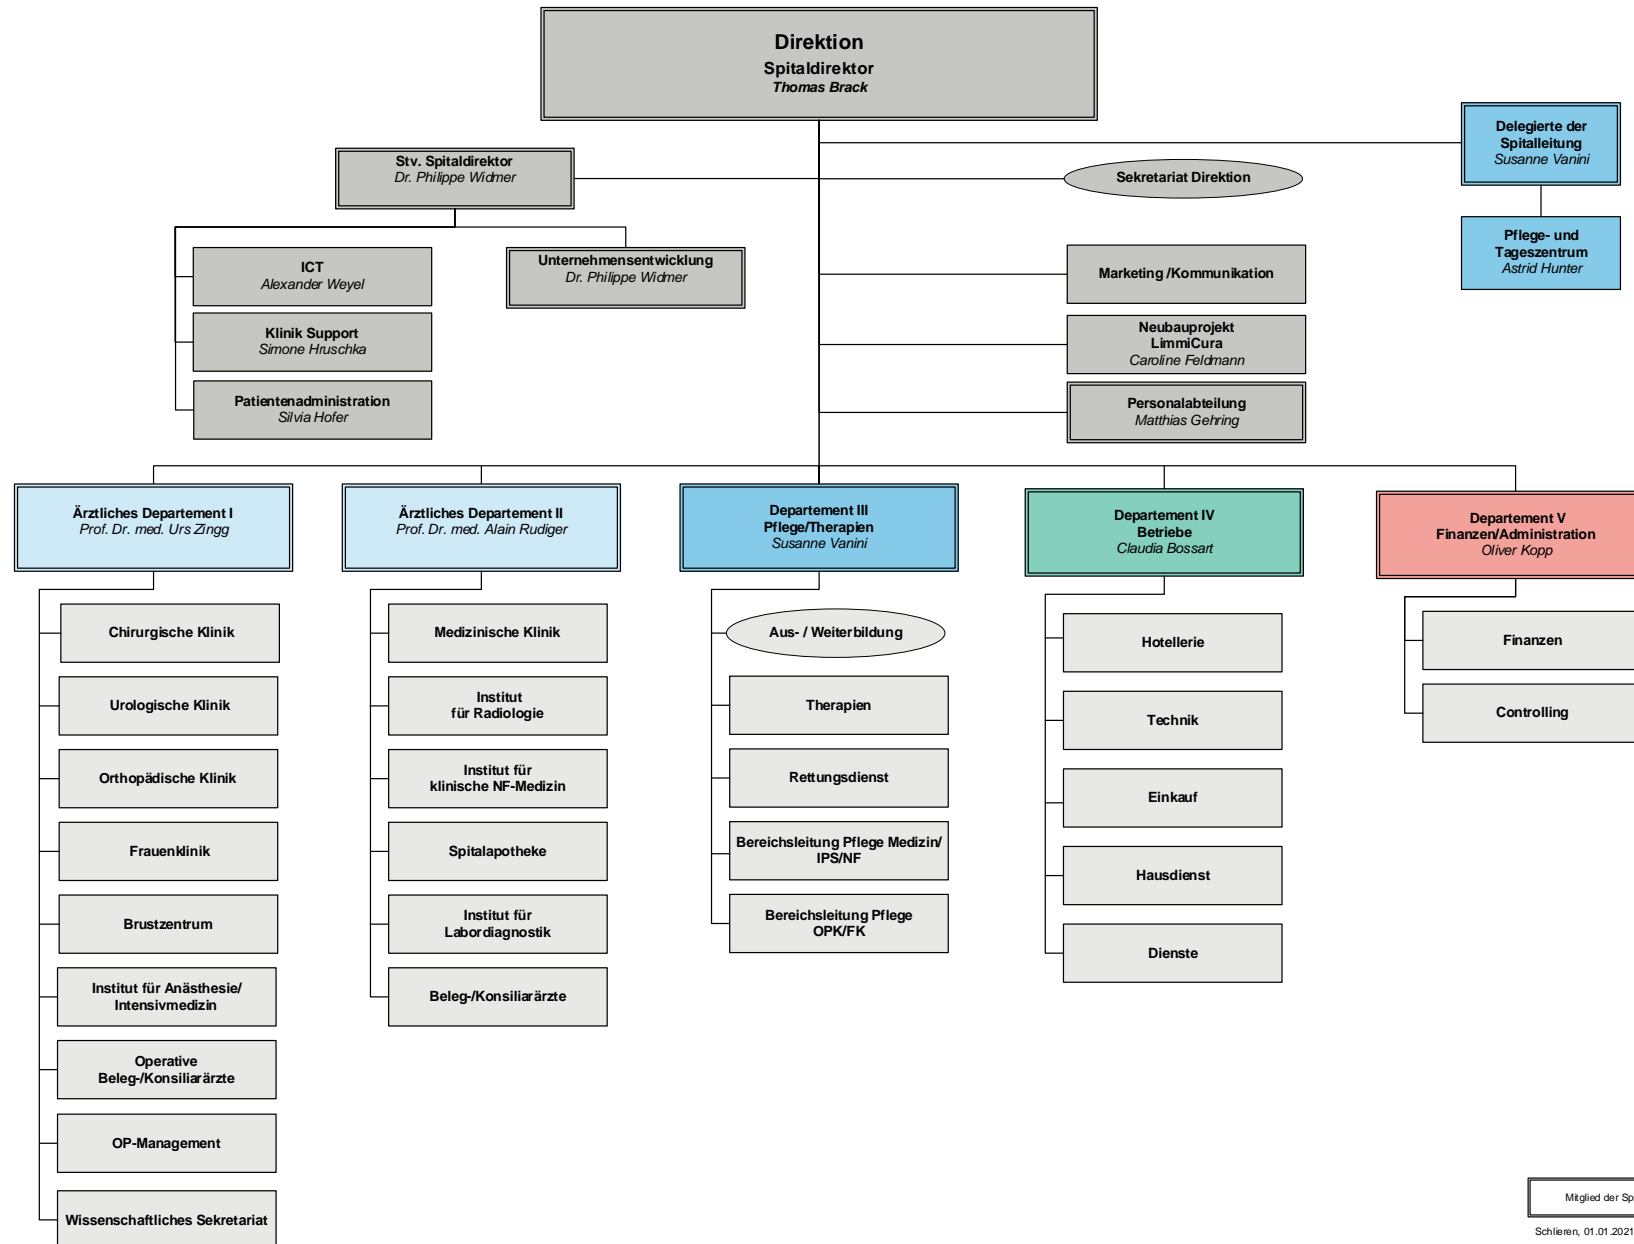 Direktion
Spitaldirektor
Thomas Brack
Delegierte der
Spitalleitung
Susanne Vanini
Stv. Spitaldirektor
Dr. Philippe Widmer
Sekretariat Direktion
Pflege- und
Tageszentrum
Astrid Hunter
ICT
Alexander Weyel
Unternehmensentwicklung
Dr. Philippe Widmer
Marketing /Kommunikation
Klinik Support
Simone Hruschka
Neubauprojekt
LimmiCura
Caroline Feldmann
Patientenadministration
Silvia Hofer
Personalabteilung
Matthias Gehring
Ärztliches Departement I
Prof. Dr. med. Urs Zingg
Ärztliches Departement II
Prof. Dr. med. Alain Rudiger
Departement III
Pflege/Therapien
Susanne Vanini
Departement IV
Betriebe
Claudia Bossart
Departement V
Finanzen/Administration
Oliver Kopp
Chirurgische Klinik
Urologische Klinik
Orthopädische Klinik
Frauenklinik
Brustzentrum
Institut für Anästhesie/
Intensivmedizin
Operative
Beleg-/Konsiliarärzte
OP-Management
Wissenschaftliches Sekretariat
Medizinische Klinik
Institut
für Radiologie
Institut für
klinische NF-Medizin
Spitalapotheke
Institut für
Labordiagnostik
Beleg-/Konsiliarärzte
Aus- / Weiterbildung
Therapien
Rettungsdienst
Bereichsleitung Pflege Medizin/
IPS/NF
Bereichsleitung Pflege
OPK/FK
Hotellerie
Technik
Einkauf
Hausdienst
Dienste
Finanzen
Controlling
Mitglied der
Schlieren, 01.01.2021